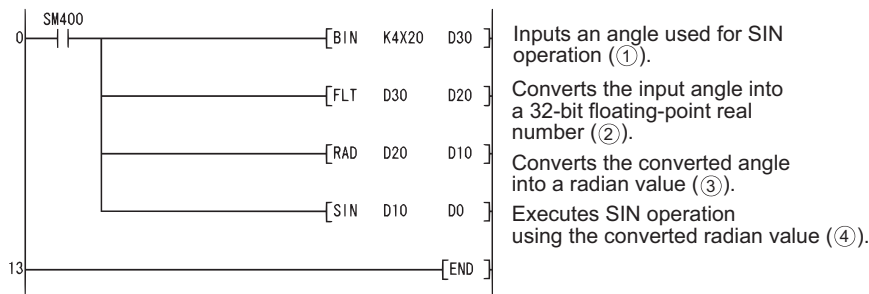 SM400
0 [BIN K4X20 D30 ] Inputs an angle used for SIN
operation (①).
[FLT D30 D20 ] Converts the input angle into
a 32-bit floating-point real
number (②).
[RAD D20 D10 ] Converts the converted angle
into a radian value (③).
[SIN D10 D0 ] Executes SIN operation
using the converted radian value (④).
13 [END ]